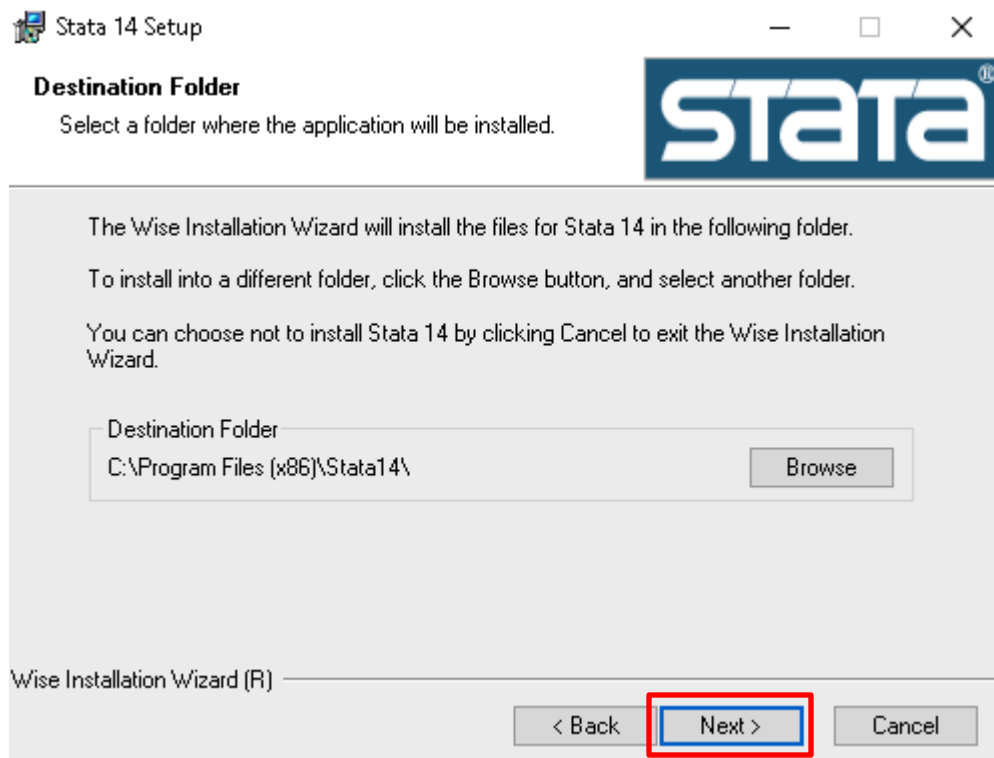 Stata 14 Setup
Destination Folder
Select a folder where the application will be installed.
STATA®
The Wise Installation Wizard will install the files for Stata 14 in the following folder.
To install into a different folder, click the Browse button, and select another folder.
You can choose not to install Stata 14 by clicking Cancel to exit the Wise Installation
Wizard.
Destination Folder
C:\Program Files (x86)\Stata14\
Browse
Wise Installation Wizard (R)
< Back
Next >
Cancel